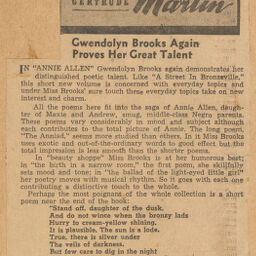 GERTRUDE
Martin
Gwendolyn Brooks Again
Proves Her Great Talent
IN "ANNIE ALLEN" Gwendolyn Brooks again demonstrates her
distinguished poetic talent. Like "A Street In Bronzeville,"
this short new volume is concerned with everyday topics and
under Miss Brooks' sure touch these everyday topics take on new
interest and charm.
All the poems here fit into the saga of Annie Allen, daugh-
ter of Maxie and Andrew, smug, middle-class Negro parents.
These poems vary considerably in mood and subject although
each contributes to the total picture of Annie. The long poem,
"The Anniad," seems more studied than others. In it Miss Brooks
uses exotic and out-of-the-ordinary words to good effect but the
total impression is less smooth than the shorter poems.
In "beauty shoppe" Miss Brooks is at her humorous best;
in "the birth in a narrow room," the first poem, she skillfully
sets mood and tone; in "the ballad of the light-eyed little girl"
her poetry moves with musical rhythm. So it goes with each one
contributing a distinctive touch to the whole.
Perhaps the most poignant of the whole collection is a short
poem near the end of the book:
"Stand off, daughter of the dusk,
And do not wince when the bronzy lads
Hurry to cream-yellow shining.
It is plausible. The sun is a lode.
True, there is silver under
The veils of darkness.
But few care to dig in the night